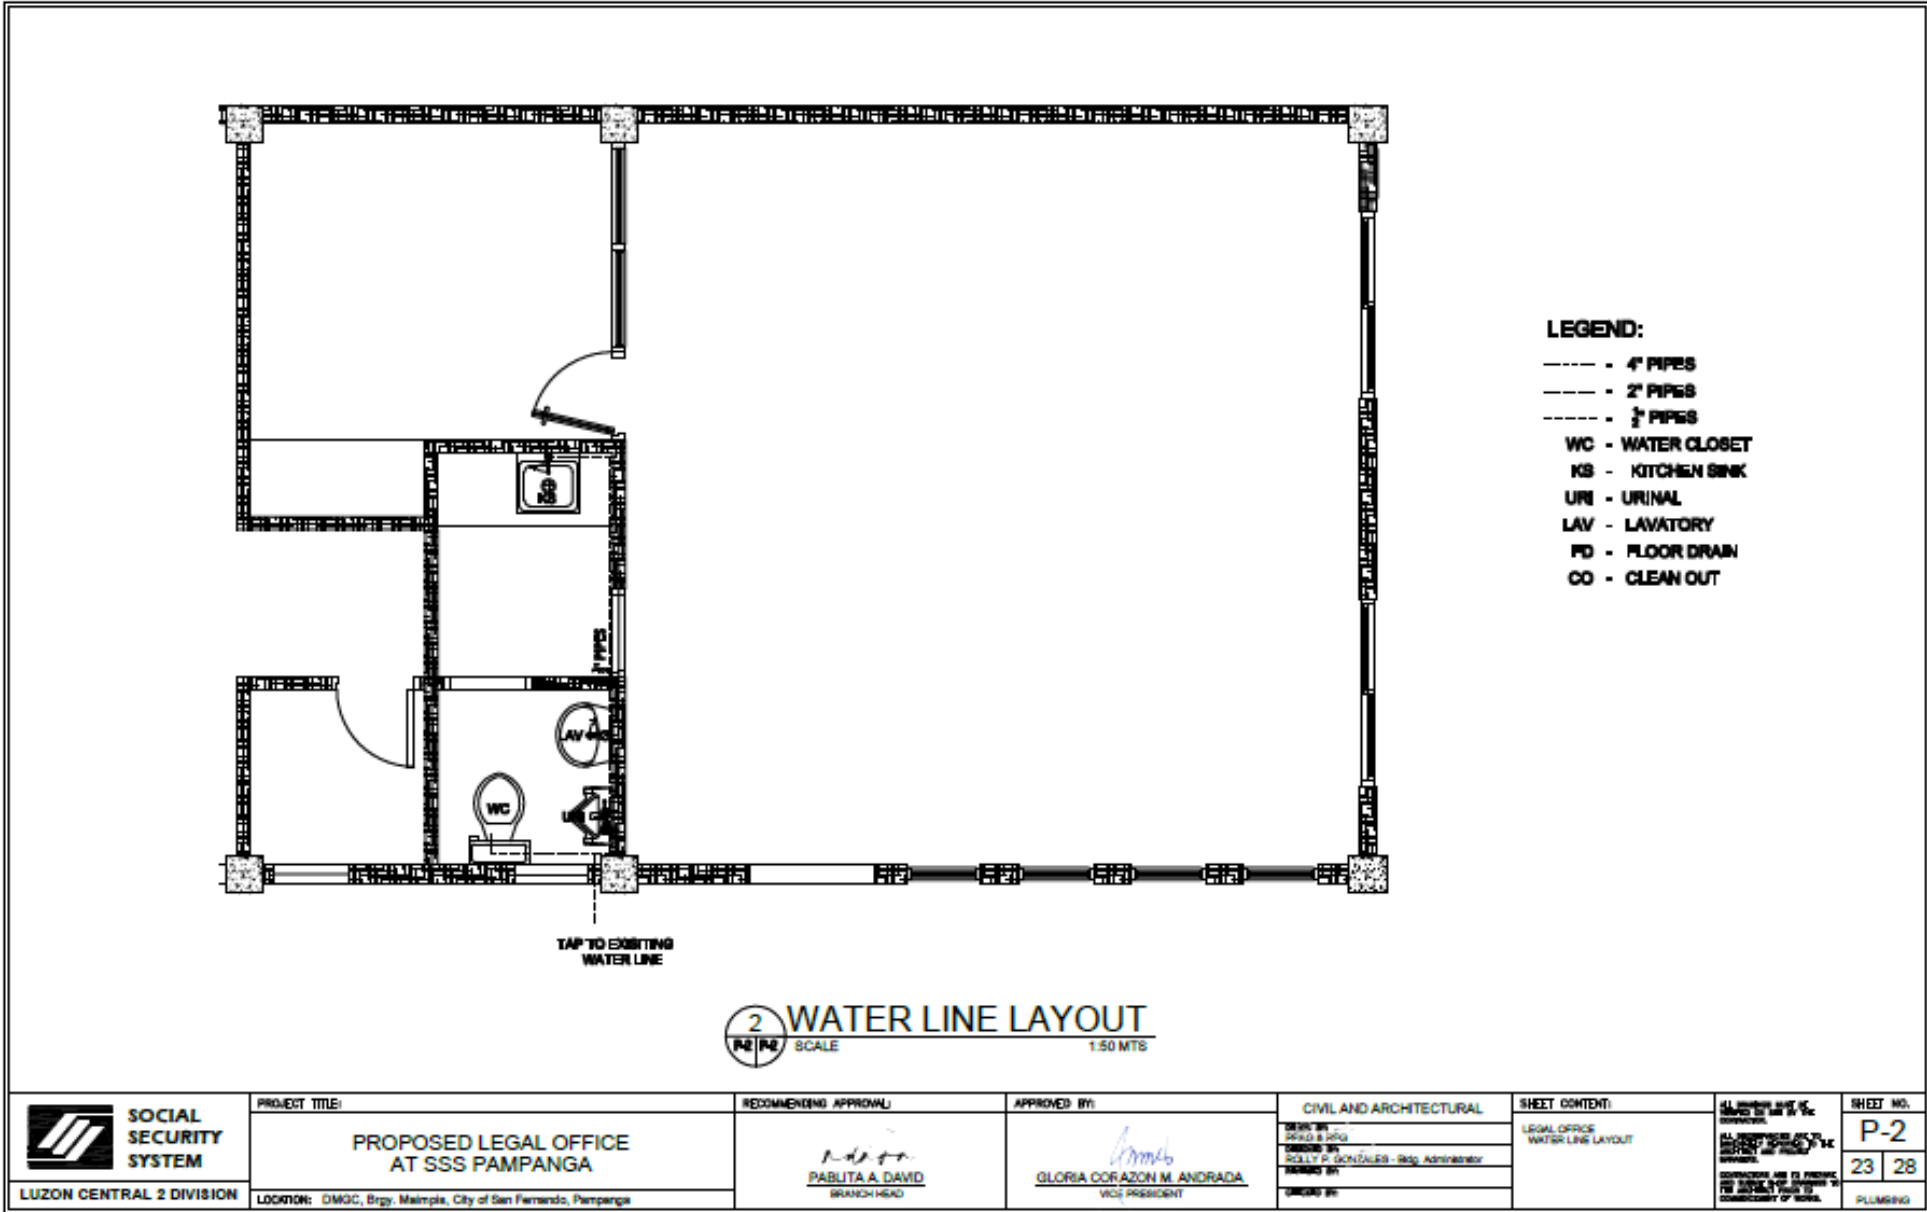 LEGEND:
- 4" PIPES
- 2" PIPES
- ½" PIPES
WC - WATER CLOSET
KS - KITCHEN SINK
URI - URINAL
LAV - LAVATORY
FD - FLOOR DRAIN
CO - CLEAN OUT
KS
PIPES
LAV
WC
TAP TO EXISITING
WATER LINE
2
P-2 P-2
WATER LINE LAYOUT
SCALE 1:50 MTS
SOCIAL
SECURITY
SYSTEM
LUZON CENTRAL 2 DIVISION
PROJECT TITLE:
PROPOSED LEGAL OFFICE
AT SSS PAMPANGA
LOCATION: DMGC, Brgy. Maimpis, City of San Fernando, Pampanga
RECOMMENDING APPROVAL:
PABLITA A. DAVID
BRANCH HEAD
APPROVED BY:
GLORIA CORAZON M. ANDRADA
VICE PRESIDENT
CIVIL AND ARCHITECTURAL
ROLLY P. GONZALES - Bldg. Administrator
SHEET CONTENT:
LEGAL OFFICE
WATER LINE LAYOUT
SHEET NO.
P-2
23 28
PLUMBING